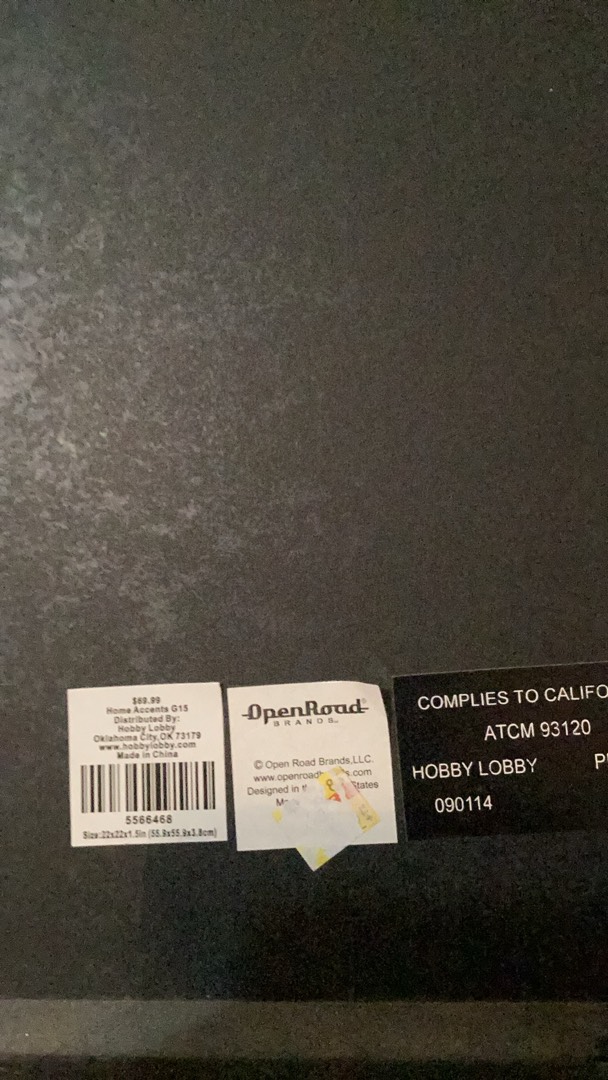 $69.99
Home Accents G15
Distributed By:
Hobby Lobby
Oklahoma City, OK 73179
www.hobbylobby.com
Made in China
5566468
Size:22x22x1.5in (55.9x55.9x3.8cm)
OpenRoad
BRANDS
© Open Road Brands,LLC.
www.openroad s.com
Designed in States
COMPLIES TO CALIFO
ATCM 93120
HOBBY LOBBY
090114